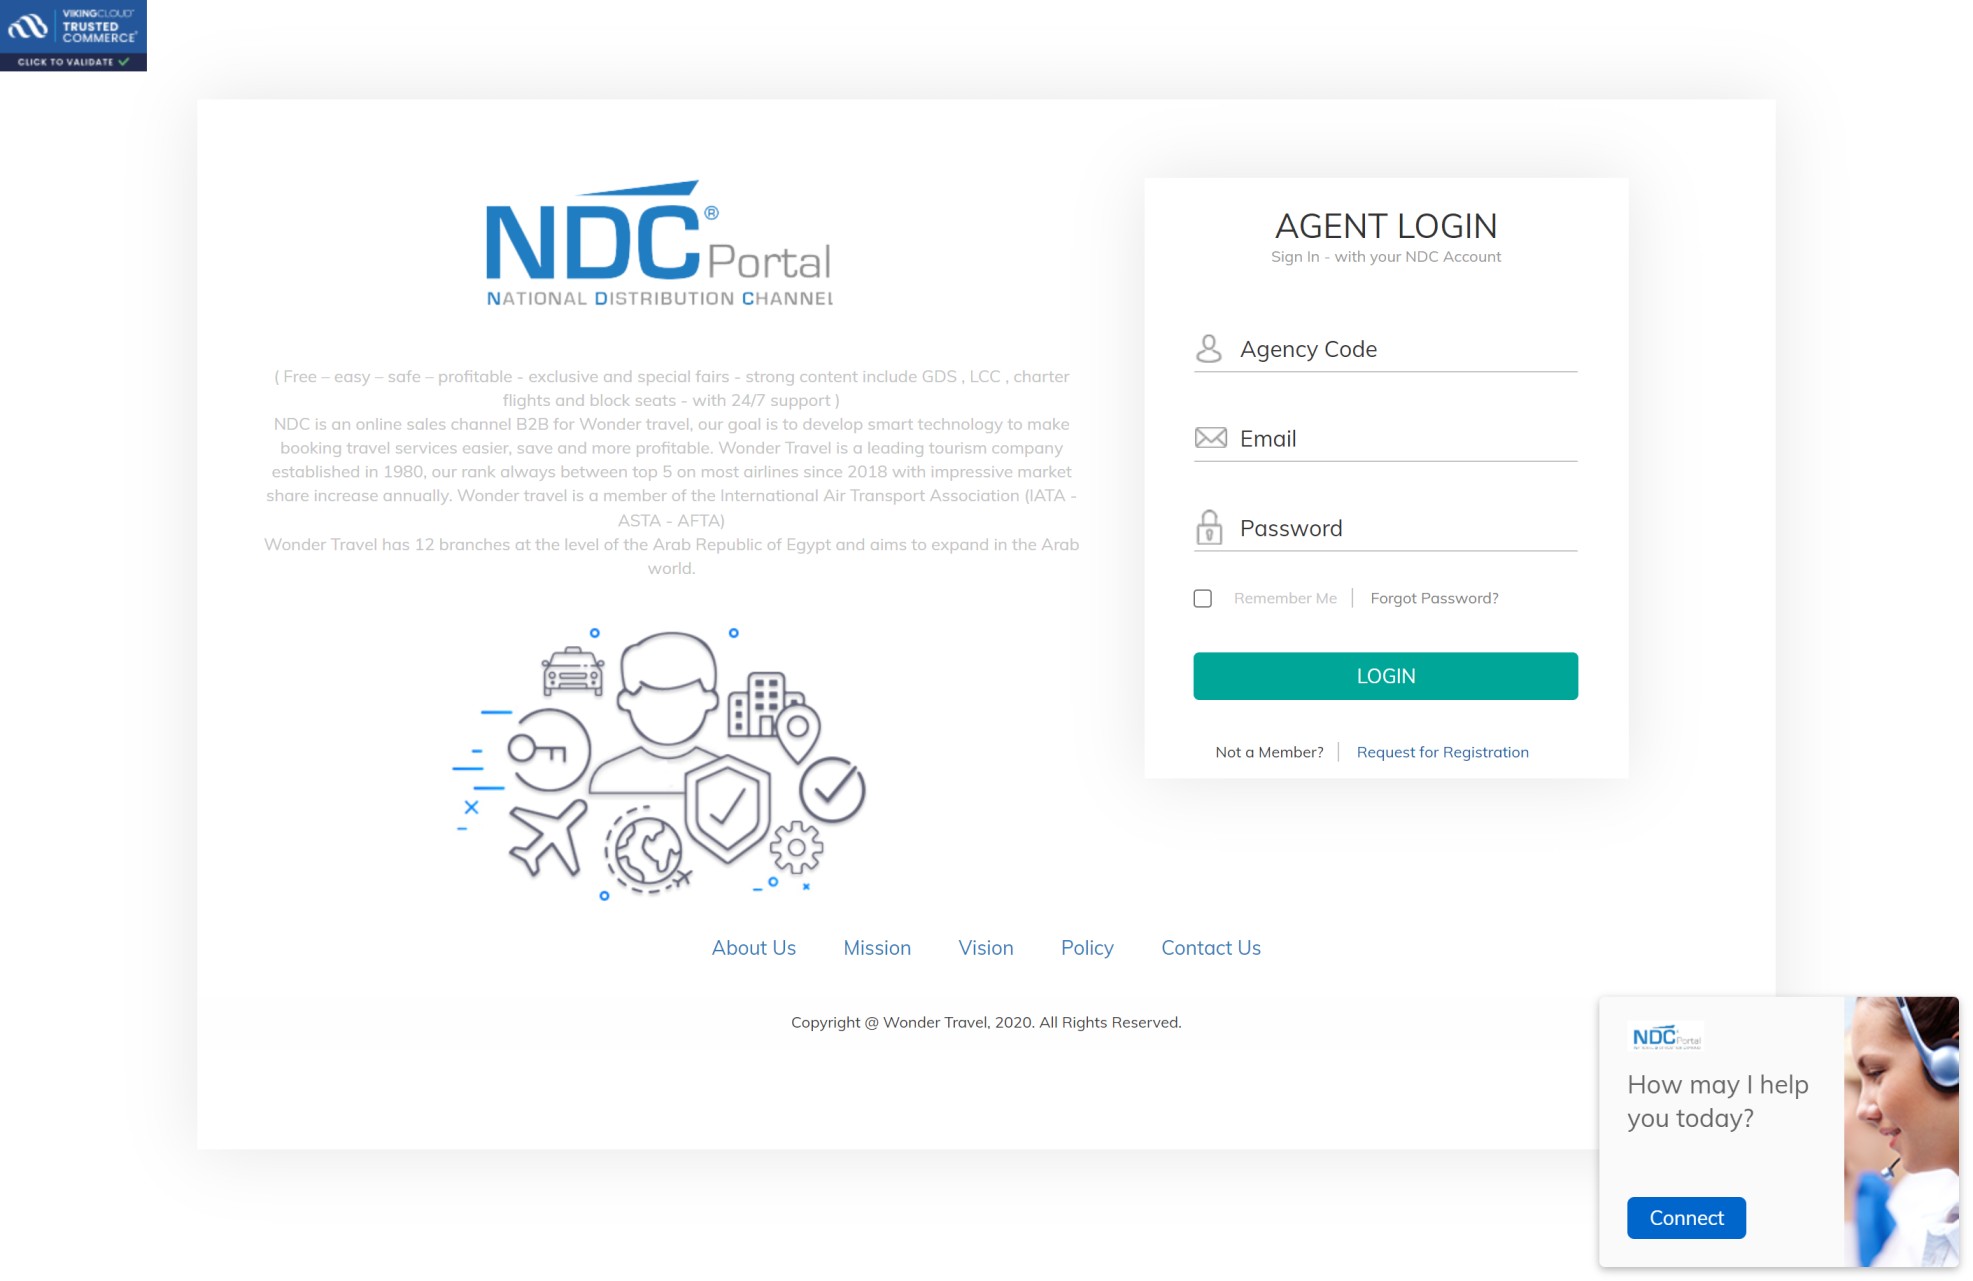 VIKINGCLOUD
TRUSTED
COMMERCE
CLICK TO VALIDATE
NDC® Portal
NATIONAL DISTRIBUTION CHANNEL
( Free – easy – safe – profitable - exclusive and special fairs - strong content include GDS , LCC , charter
flights and block seats - with 24/7 support )
NDC is an online sales channel B2B for Wonder travel, our goal is to develop smart technology to make
booking travel services easier, save and more profitable. Wonder Travel is a leading tourism company
established in 1980, our rank always between top 5 on most airlines since 2018 with impressive market
share increase annually. Wonder travel is a member of the International Air Transport Association (IATA -
ASTA - AFTA)
Wonder Travel has 12 branches at the level of the Arab Republic of Egypt and aims to expand in the Arab
world.
AGENT LOGIN
Sign In - with your NDC Account
Agency Code
Email
Password
Remember Me
Forgot Password?
LOGIN
Not a Member?
Request for Registration
About Us Mission Vision Policy Contact Us
Copyright @ Wonder Travel, 2020. All Rights Reserved.
NDC Portal
How may I help
you today?
Connect